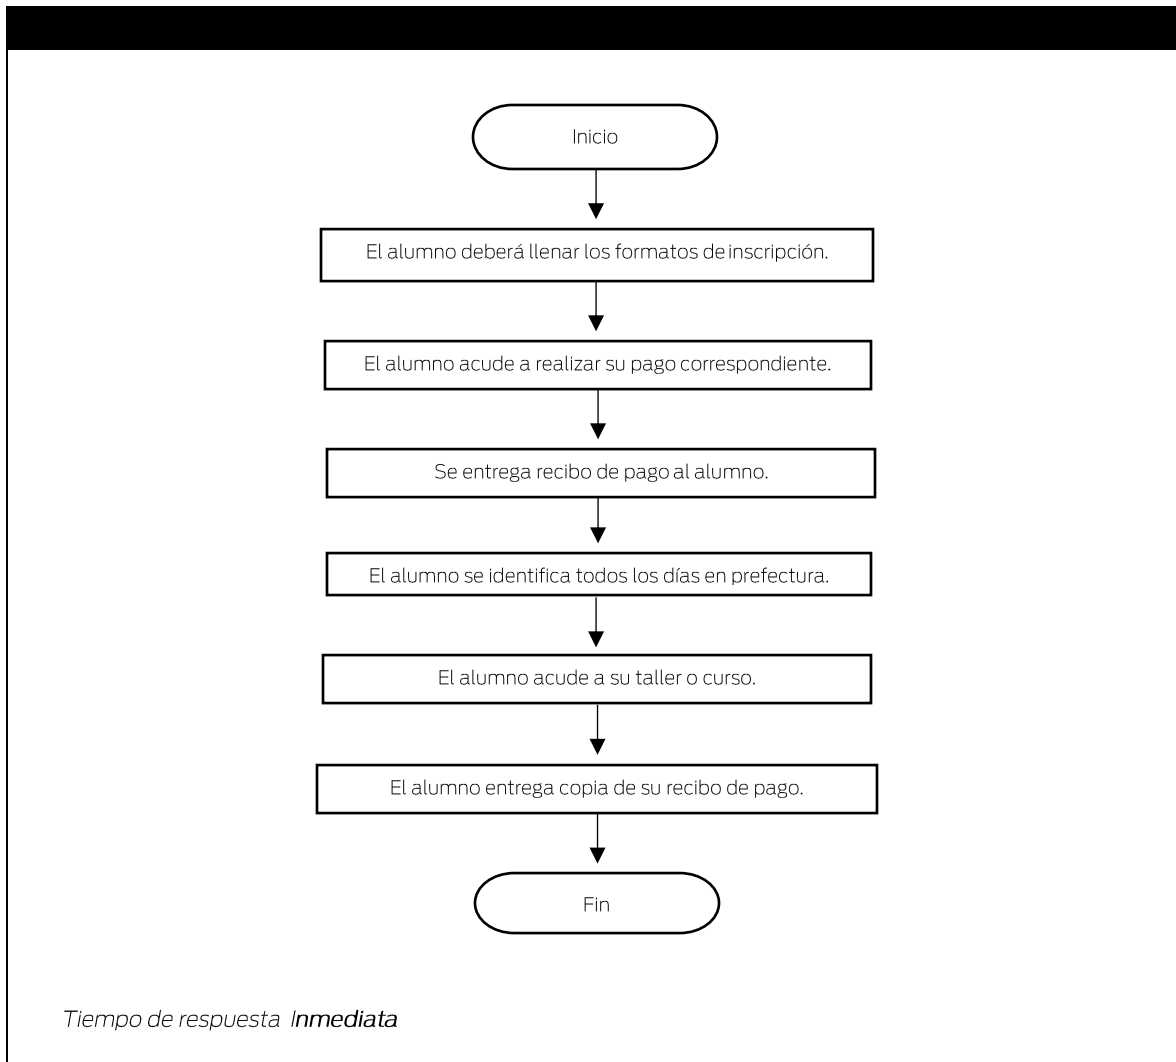 Inicio
El alumno deberá llenar los formatos de inscripción.
El alumno acude a realizar su pago correspondiente.
Se entrega recibo de pago al alumno.
El alumno se identifica todos los días en prefectura.
El alumno acude a su taller o curso.
El alumno entrega copia de su recibo de pago.
Fin
Tiempo de respuesta Inmediata